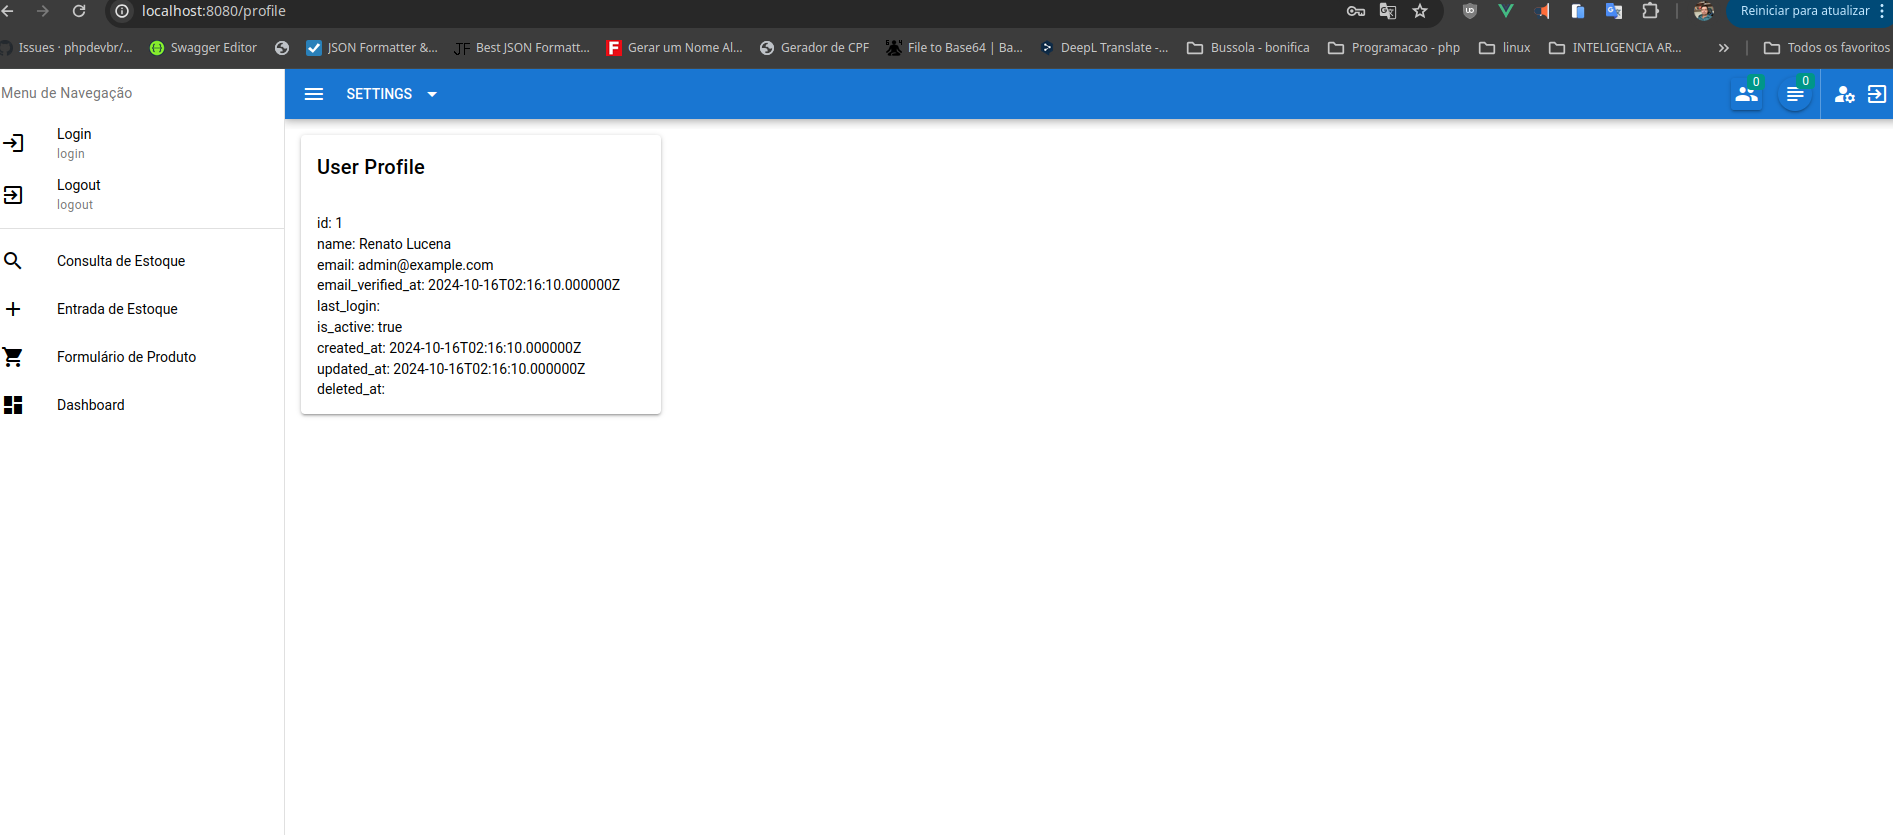 localhost:8080/profile
Reiniciar para atualizar
Issues · phpdevbr/...
Swagger Editor
JSON Formatter &...
JF Best JSON Formatt...
F Gerar um Nome Al...
Gerador de CPF
File to Base64 | Ba...
DeepL Translate -...
Bussola - bonifica
Programacao - php
linux
INTELIGENCIA AR...
»
Todos os favoritos
Menu de Navegação
SETTINGS
0
0
Login
login
Logout
logout
Consulta de Estoque
Entrada de Estoque
Formulário de Produto
Dashboard
User Profile
id: 1
name: Renato Lucena
email: admin@example.com
email_verified_at: 2024-10-16T02:16:10.000000Z
last_login:
is_active: true
created_at: 2024-10-16T02:16:10.000000Z
updated_at: 2024-10-16T02:16:10.000000Z
deleted_at: